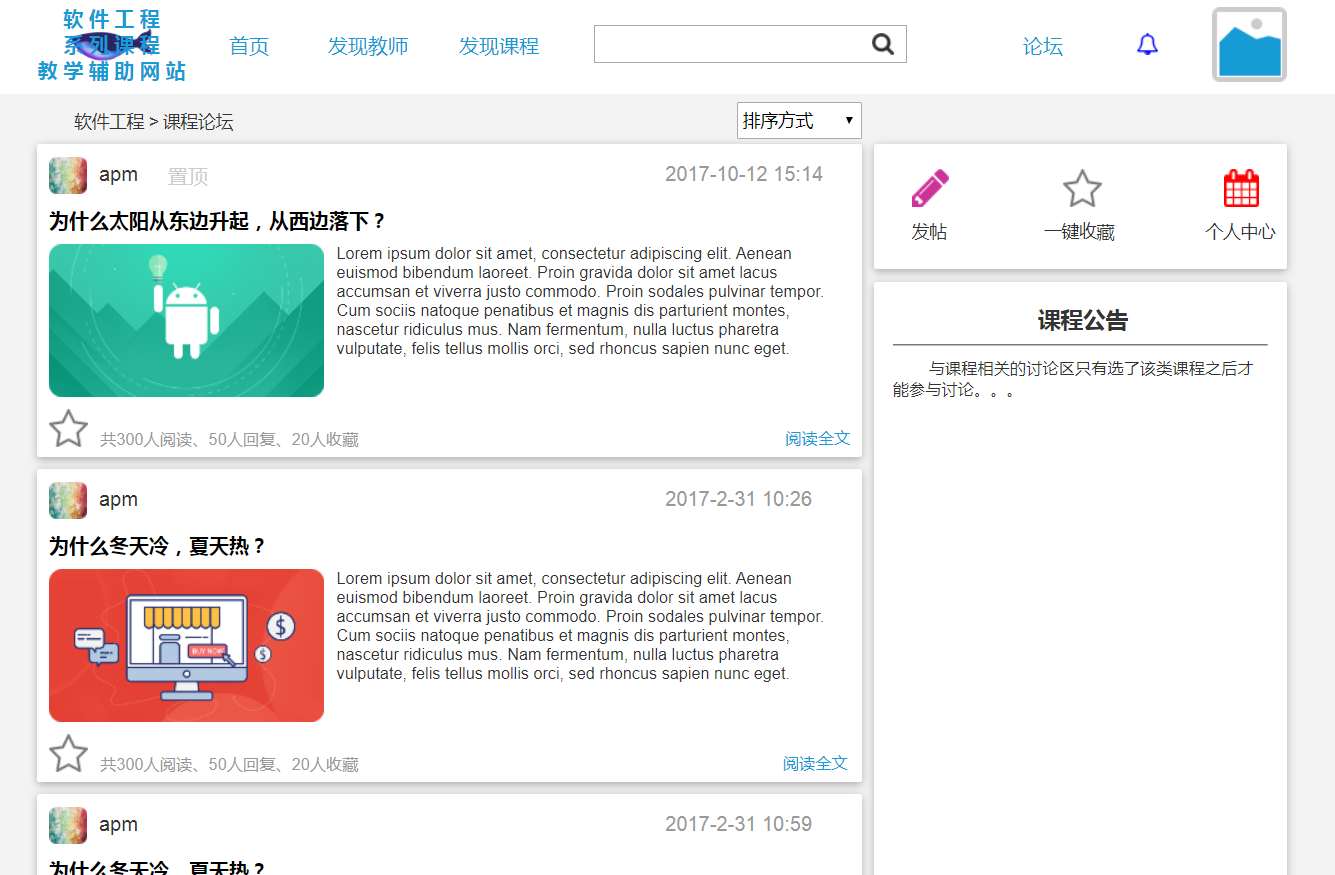 软件工程
系列课程
教学辅助网站
首页
发现教师
发现课程
论坛
软件工程 > 课程论坛
排序方式
apm
置顶
2017-10-12 15:14
为什么太阳从东边升起，从西边落下？
Lorem ipsum dolor sit amet, consectetur adipiscing elit. Aenean
euismod bibendum laoreet. Proin gravida dolor sit amet lacus
accumsan et viverra justo commodo. Proin sodales pulvinar tempor.
Cum sociis natoque penatibus et magnis dis parturient montes,
nascetur ridiculus mus. Nam fermentum, nulla luctus pharetra
vulputate, felis tellus mollis orci, sed rhoncus sapien nunc eget.
共300人阅读、50人回复、20人收藏
阅读全文
apm
2017-2-31 10:26
为什么冬天冷，夏天热？
BUY NOW
$
$
Lorem ipsum dolor sit amet, consectetur adipiscing elit. Aenean
euismod bibendum laoreet. Proin gravida dolor sit amet lacus
accumsan et viverra justo commodo. Proin sodales pulvinar tempor.
Cum sociis natoque penatibus et magnis dis parturient montes,
nascetur ridiculus mus. Nam fermentum, nulla luctus pharetra
vulputate, felis tellus mollis orci, sed rhoncus sapien nunc eget.
共300人阅读、50人回复、20人收藏
阅读全文
apm
2017-2-31 10:59
为什么冬天冷，夏天热？
发帖
一键收藏
个人中心
课程公告
与课程相关的讨论区只有选了该类课程之后才
能参与讨论。。。